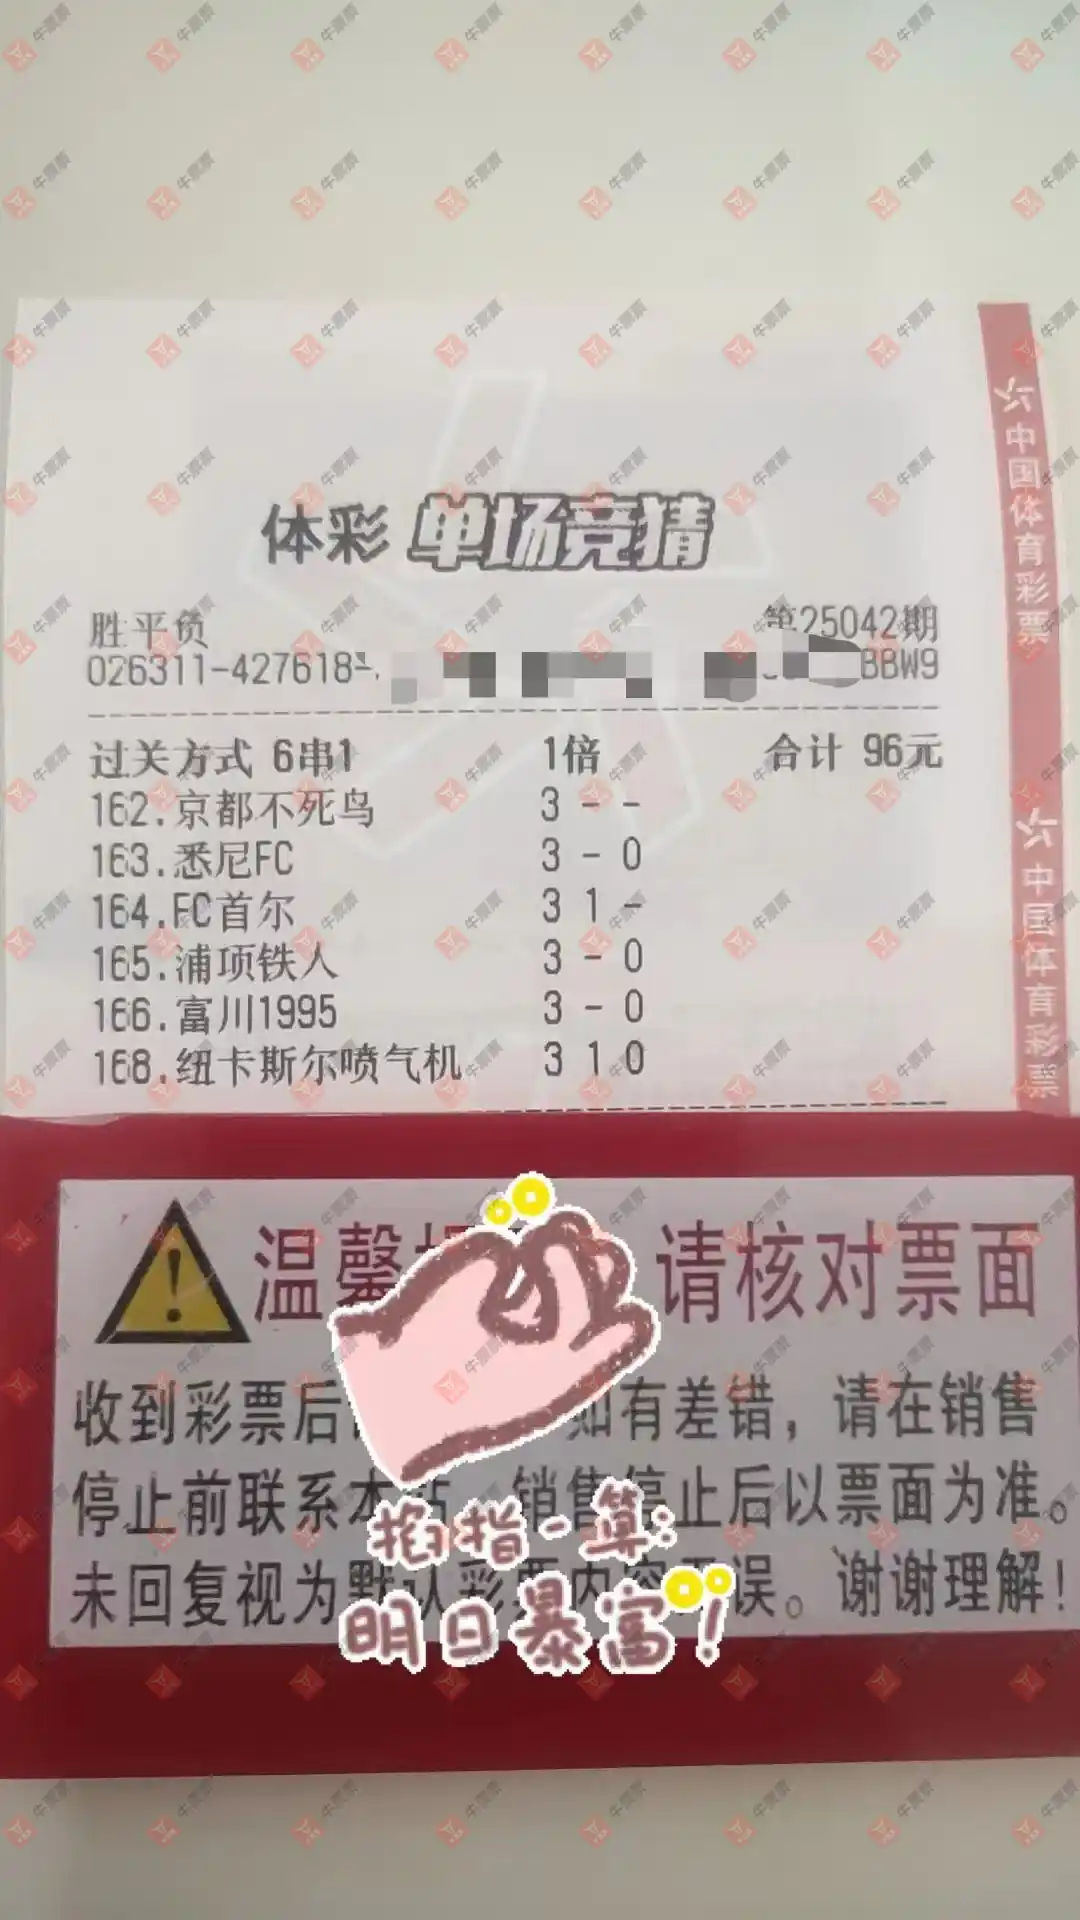 体彩 单场竞猜
胜平负 第25042期
026311-427618 BBW9
过关方式 6串1 1倍 合计 96元
162.京都不死鸟 3 - -
163.悉尼FC 3 - 0
164.FC首尔 3 1 -
165.浦项铁人 3 - 0
166.富川1995 3 - 0
168.纽卡斯尔喷气机 3 1 0
中国体育彩票
中国体育彩票
温馨 请核对票面
收到彩票后 如有差错，请在销售
停止前联系本站 销售停止后以票面为准。
未回复视为默认彩票内容无误。谢谢理解！
掐指一算：
明日暴富！
牛票票